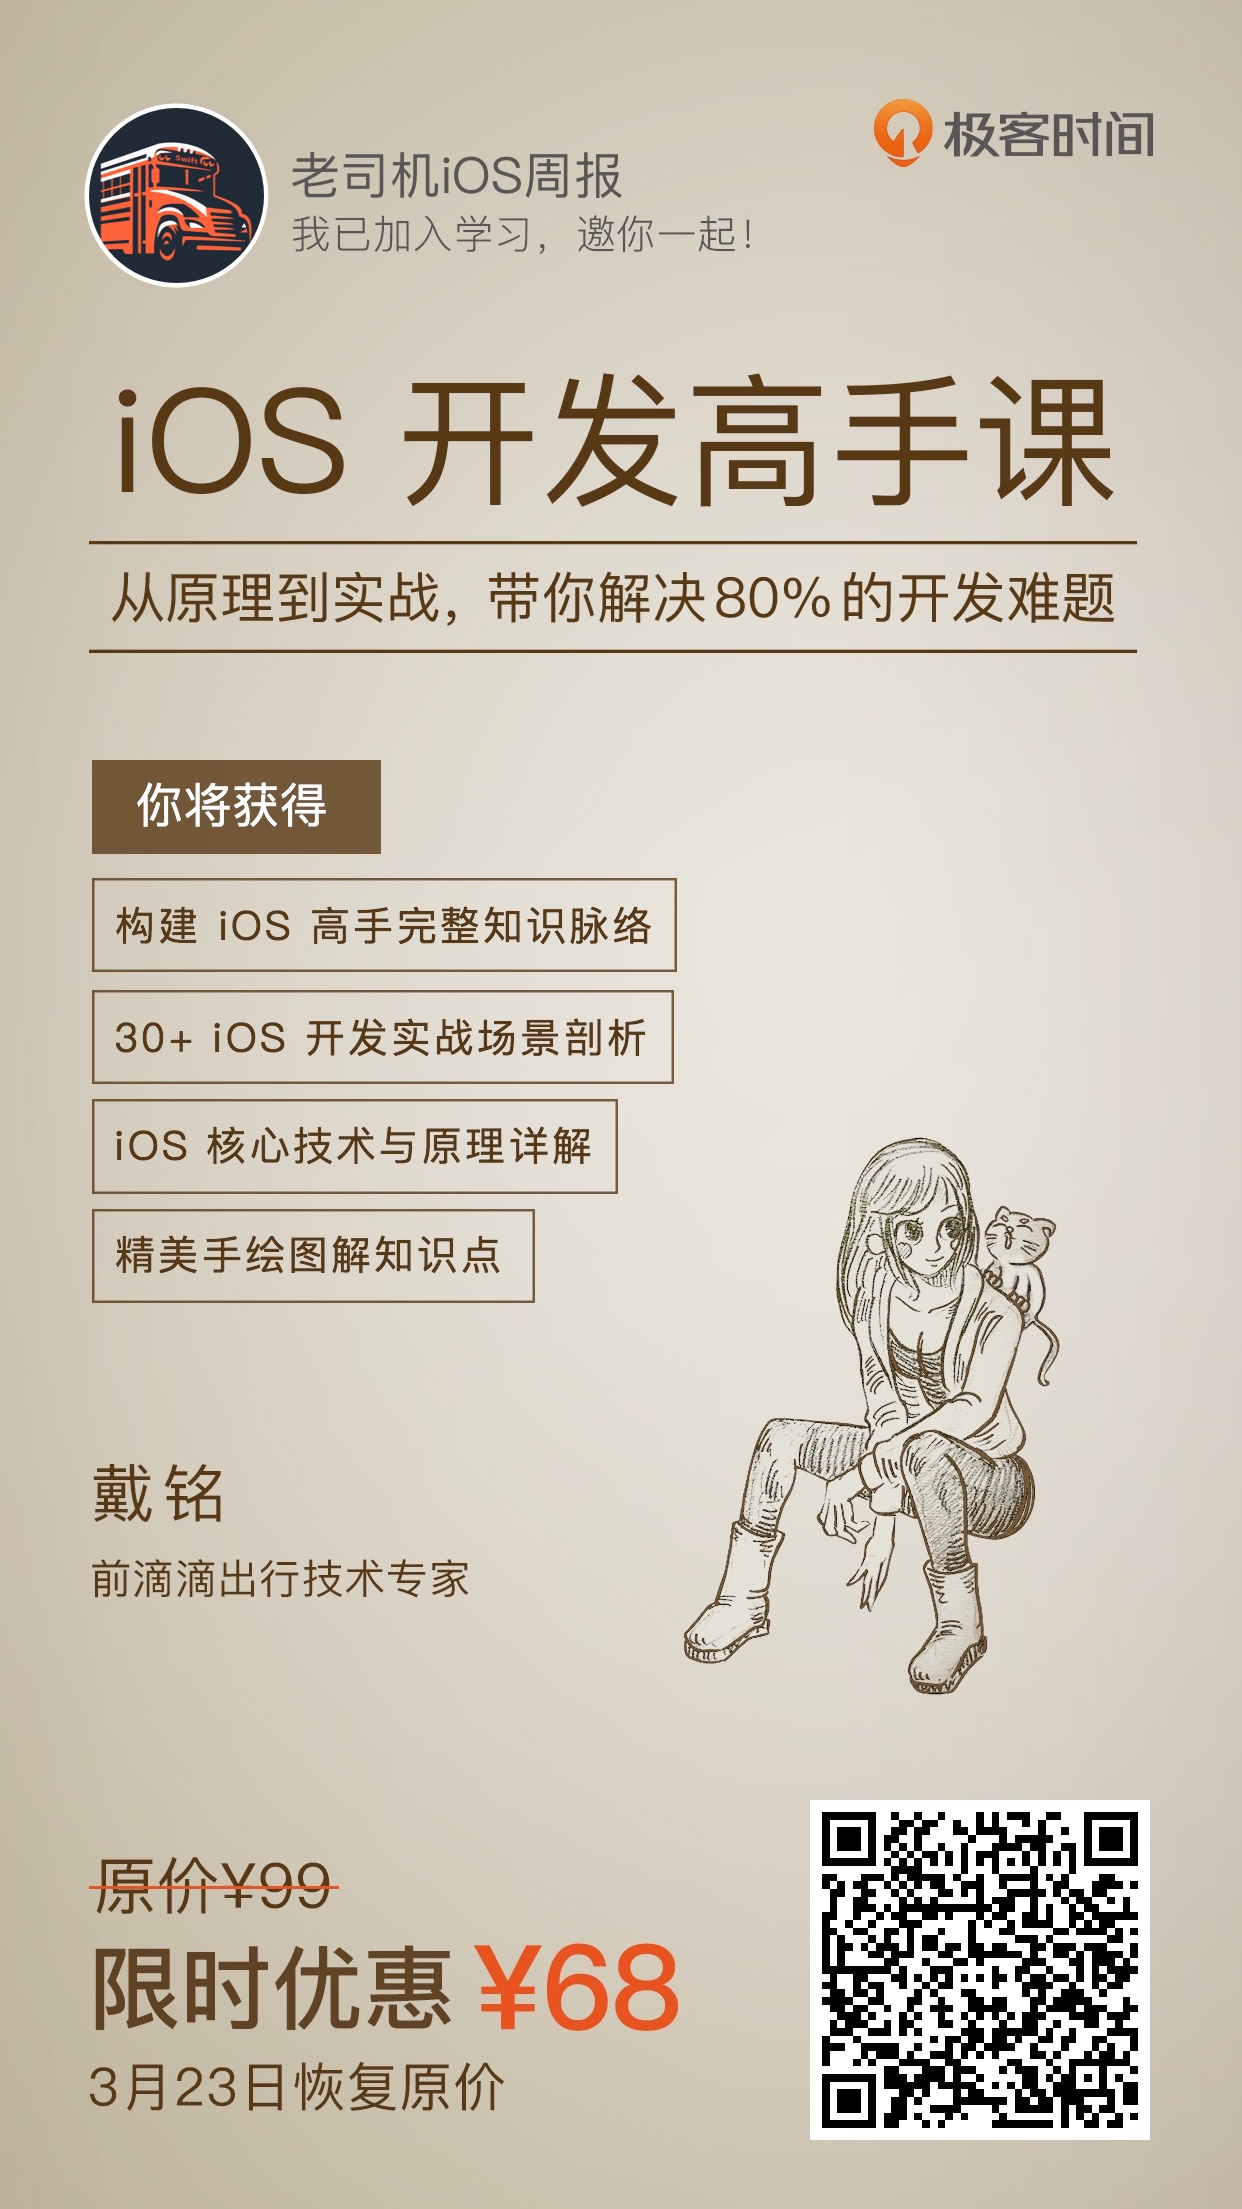 极客时间
Swift
老司机iOS周报
我已加入学习，邀你一起！
iOS 开发高手课
从原理到实战，带你解决80%的开发难题
你将获得
构建 iOS 高手完整知识脉络
30+ iOS 开发实战场景剖析
iOS 核心技术与原理详解
精美手绘图解知识点
戴铭
前滴滴出行技术专家
原价¥99
限时优惠 ¥68
3月23日恢复原价